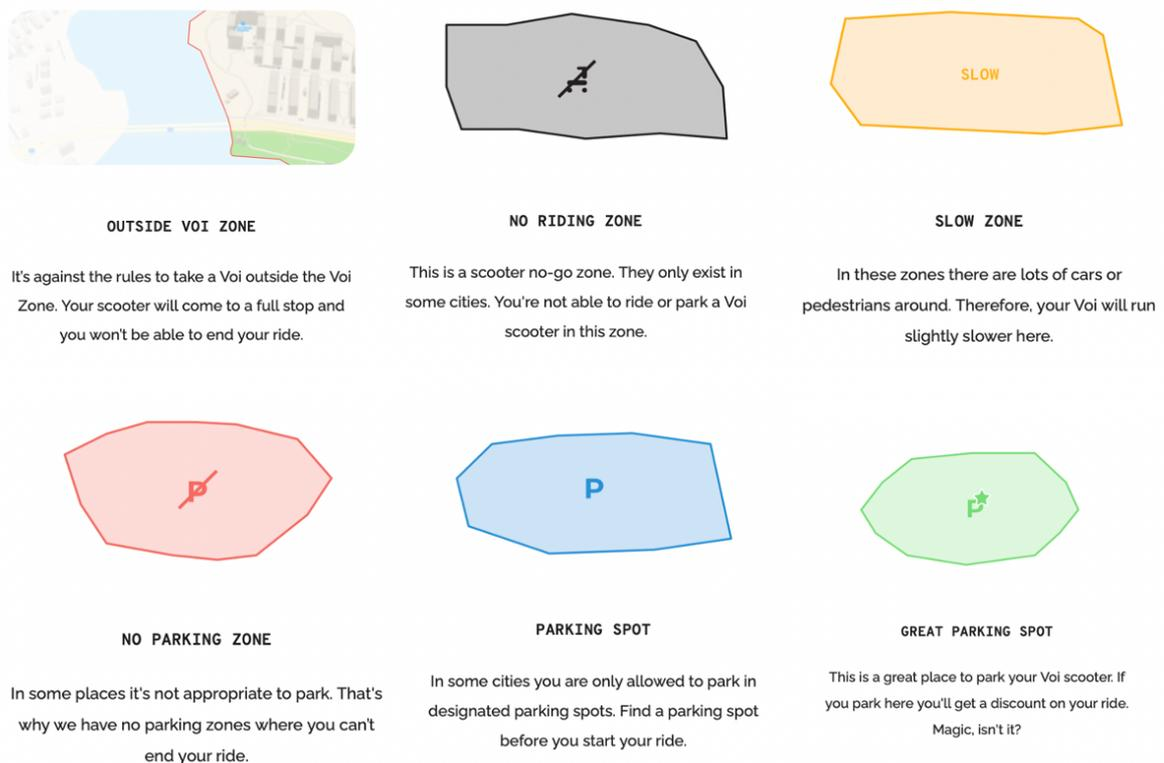 SLOW
OUTSIDE VOI ZONE
It's against the rules to take a Voi outside the Voi
Zone. Your scooter will come to a full stop and
you won't be able to end your ride.
NO RIDING ZONE
This is a scooter no-go zone. They only exist in
some cities. You're not able to ride or park a Voi
scooter in this zone.
SLOW ZONE
In these zones there are lots of cars or
pedestrians around. Therefore, your Voi will run
slightly slower here.
P
P
P
NO PARKING ZONE
In some places it's not appropriate to park. That's
why we have no parking zones where you can't
end your ride.
PARKING SPOT
In some cities you are only allowed to park in
designated parking spots. Find a parking spot
before you start your ride.
GREAT PARKING SPOT
This is a great place to park your Voi scooter. If
you park here you'll get a discount on your ride.
Magic, isn't it?